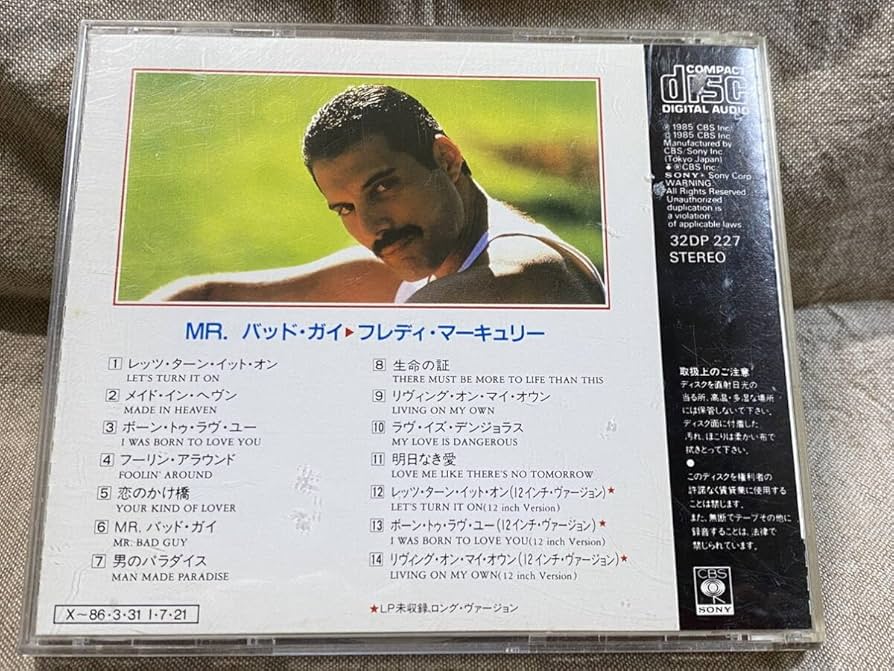 MR. バッド・ガイ▶フレディ・マーキュリー
1 レッツ・ターン・イット・オン
LET'S TURN IT ON
2 メイド・イン・ヘヴン
MADE IN HEAVEN
3 ボーン・トゥ・ラヴ・ユー
I WAS BORN TO LOVE YOU
4 フーリン・アラウンド
FOOLIN' AROUND
5 恋のかけ橋
YOUR KIND OF LOVER
6 MR. バッド・ガイ
MR. BAD GUY
7 男のパラダイス
MAN MADE PARADISE
8 生命の証
THERE MUST BE MORE TO LIFE THAN THIS
9 リヴィング・オン・マイ・オウン
LIVING ON MY OWN
10 ラヴ・イズ・デンジョラス
MY LOVE IS DANGEROUS
11 明日なき愛
LOVE ME LIKE THERE'S NO TOMORROW
12 レッツ・ターン・イット・オン(12インチ・ヴァージョン)★
LET'S TURN IT ON(12 inch Version)
13 ボーン・トゥ・ラヴ・ユー(12インチ・ヴァージョン)★
I WAS BORN TO LOVE YOU(12 inch Version)
14 リヴィング・オン・マイ・オウン(12インチ・ヴァージョン)★
LIVING ON MY OWN(12 inch Version)
X〜86・3・31 I・7・21
★LP未収録、ロング・ヴァージョン
COMPACT
disc
DIGITAL AUDIO
℗ 1985 CBS Inc.
© 1985 CBS Inc.
Manufactured by
CBS/Sony Inc.
(Tokyo Japan)
®CBS Inc.
SONY® Sony Corp.
WARNING:
All Rights Reserved.
Unauthorized
duplication is
a violation
of applicable laws.
32DP 227
STEREO
取扱上のご注意
ディスクを直射日光の
当る所、高温・多湿な場所
には保管しないで下さい。
ディスク面に付着した
汚れ、ほこりは柔かい布で
拭きとって下さい。
●
このディスクを権利者の
許諾なく賃貸業に使用する
ことは禁じます。
また、無断でテープその他に
録音することは、法律で
禁じられています。
CBS
SONY